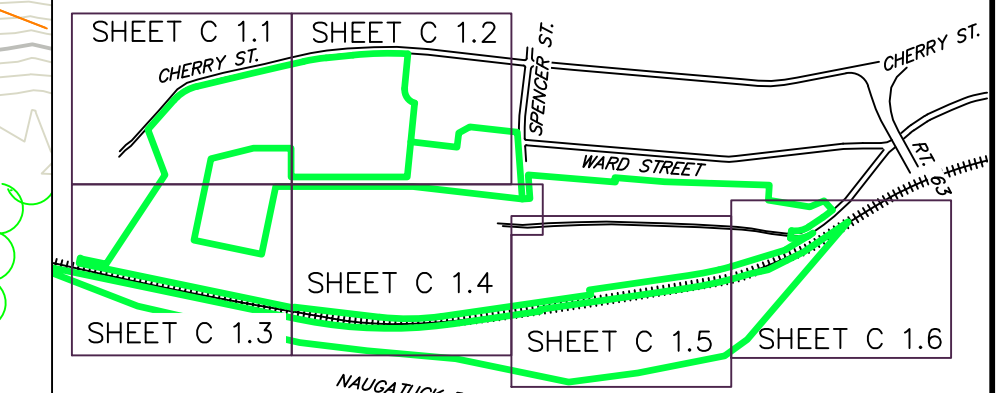 SHEET C 1.1
SHEET C 1.2
CHERRY ST.
SPENCER ST.
CHERRY ST.
WARD STREET
RT. 63
SHEET C 1.4
SHEET C 1.3
SHEET C 1.5
SHEET C 1.6
NAUGATUCK